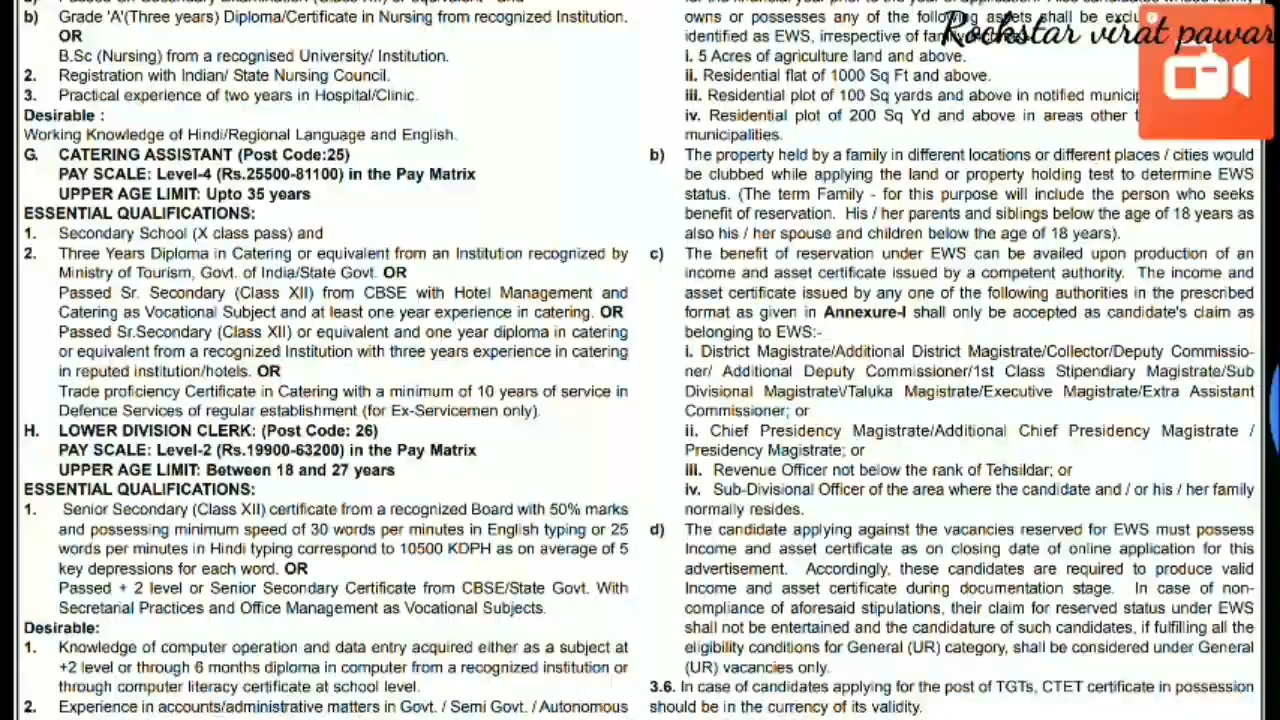 b) Grade 'A'(Three years) Diploma/Certificate in Nursing from recognized Institution.
OR
B.Sc (Nursing) from a recognised University/ Institution.
2. Registration with Indian/ State Nursing Council.
3. Practical experience of two years in Hospital/Clinic.
Desirable :
Working Knowledge of Hindi/Regional Language and English.
G. CATERING ASSISTANT (Post Code:25)
PAY SCALE: Level-4 (Rs.25500-81100) in the Pay Matrix
UPPER AGE LIMIT: Upto 35 years
ESSENTIAL QUALIFICATIONS:
1. Secondary School (X class pass) and
2. Three Years Diploma in Catering or equivalent from an Institution recognized by
Ministry of Tourism, Govt. of India/State Govt. OR
Passed Sr. Secondary (Class XII) from CBSE with Hotel Management and
Catering as Vocational Subject and at least one year experience in catering. OR
Passed Sr.Secondary (Class XII) or equivalent and one year diploma in catering
or equivalent from a recognized Institution with three years experience in catering
in reputed institution/hotels. OR
Trade proficiency Certificate in Catering with a minimum of 10 years of service in
Defence Services of regular establishment (for Ex-Servicemen only).
H. LOWER DIVISION CLERK: (Post Code: 26)
PAY SCALE: Level-2 (Rs.19900-63200) in the Pay Matrix
UPPER AGE LIMIT: Between 18 and 27 years
ESSENTIAL QUALIFICATIONS:
1. Senior Secondary (Class XII) certificate from a recognized Board with 50% marks
and possessing minimum speed of 30 words per minutes in English typing or 25
words per minutes in Hindi typing correspond to 10500 KDPH as on average of 5
key depressions for each word. OR
Passed + 2 level or Senior Secondary Certificate from CBSE/State Govt. With
Secretarial Practices and Office Management as Vocational Subjects.
Desirable:
1. Knowledge of computer operation and data entry acquired either as a subject at
+2 level or through 6 months diploma in computer from a recognized institution or
through computer literacy certificate at school level.
2. Experience in accounts/administrative matters in Govt. / Semi Govt. / Autonomous
owns or possesses any of the following assets shall be
identified as EWS, irrespective of
Rockstar virat pawar
i. 5 Acres of agriculture land and above.
ii. Residential flat of 1000 Sq Ft and above.
iii. Residential plot of 100 Sq yards and above in notified
iv. Residential plot of 200 Sq Yd and above in areas other
municipalities.
b) The property held by a family in different locations or different places / cities would
be clubbed while applying the land or property holding test to determine EWS
status. (The term Family - for this purpose will include the person who seeks
benefit of reservation. His / her parents and siblings below the age of 18 years as
also his / her spouse and children below the age of 18 years).
c) The benefit of reservation under EWS can be availed upon production of an
income and asset certificate issued by a competent authority. The income and
asset certificate issued by any one of the following authorities in the prescribed
format as given in Annexure-I shall only be accepted as candidate's claim as
belonging to EWS:-
i. District Magistrate/Additional District Magistrate/Collector/Deputy Commissio-
ner/ Additional Deputy Commissioner/1st Class Stipendiary Magistrate/Sub
Divisional Magistrate\/Taluka Magistrate/Executive Magistrate/Extra Assistant
Commissioner; or
ii. Chief Presidency Magistrate/Additional Chief Presidency Magistrate /
Presidency Magistrate; or
iii. Revenue Officer not below the rank of Tehsildar; or
iv. Sub-Divisional Officer of the area where the candidate and / or his / her family
normally resides.
d) The candidate applying against the vacancies reserved for EWS must possess
Income and asset certificate as on closing date of online application for this
advertisement. Accordingly, these candidates are required to produce valid
Income and asset certificate during documentation stage. In case of non-
compliance of aforesaid stipulations, their claim for reserved status under EWS
shall not be entertained and the candidature of such candidates, if fulfilling all the
eligibility conditions for General (UR) category, shall be considered under General
(UR) vacancies only.
3.6. In case of candidates applying for the post of TGTs, CTET certificate in possession
should be in the currency of its validity.